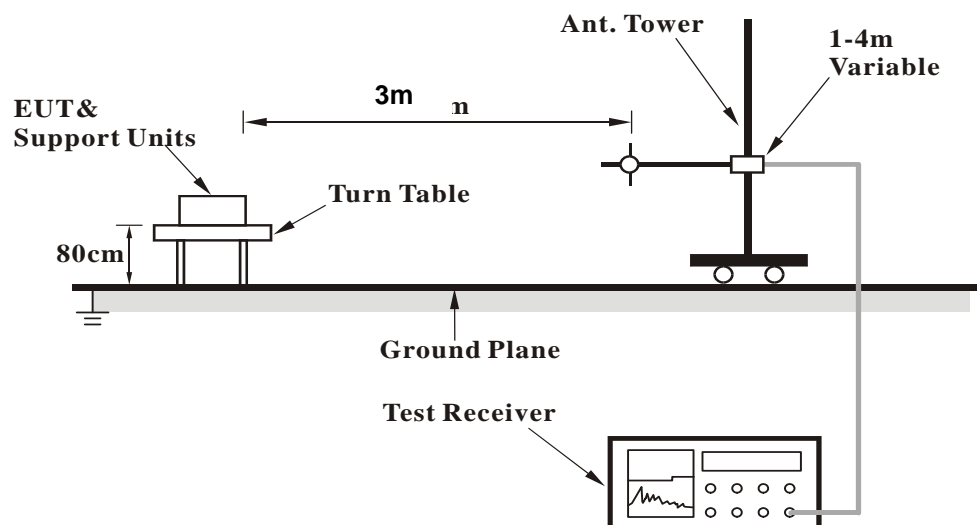 Ant. Tower
1-4m
Variable
3m
EUT&
Support Units
Turn Table
80cm
Ground Plane
Test Receiver